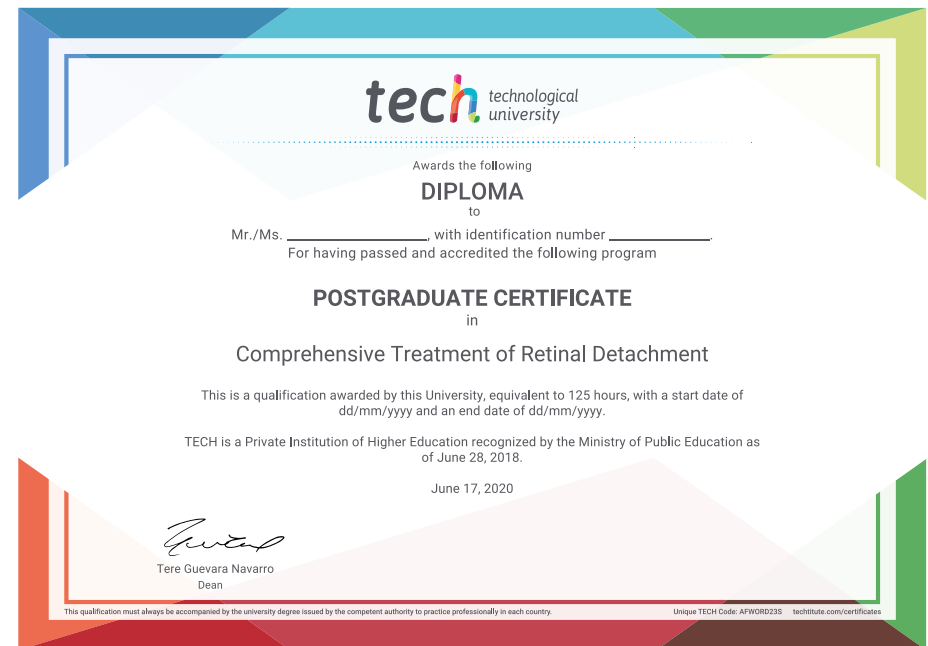 tech technological
university
Awards the following
DIPLOMA
to
Mr./Ms. ____________________, with identification number ______________.
For having passed and accredited the following program
POSTGRADUATE CERTIFICATE
in
Comprehensive Treatment of Retinal Detachment
This is a qualification awarded by this University, equivalent to 125 hours, with a start date of
dd/mm/yyyy and an end date of dd/mm/yyyy.
TECH is a Private Institution of Higher Education recognized by the Ministry of Public Education as
of June 28, 2018.
June 17, 2020
Tere Guevara Navarro
Dean
This qualification must always be accompanied by the university degree issued by the competent authority to practice professionally in each country.
Unique TECH Code: AFWORD23S techtitute.com/certificates